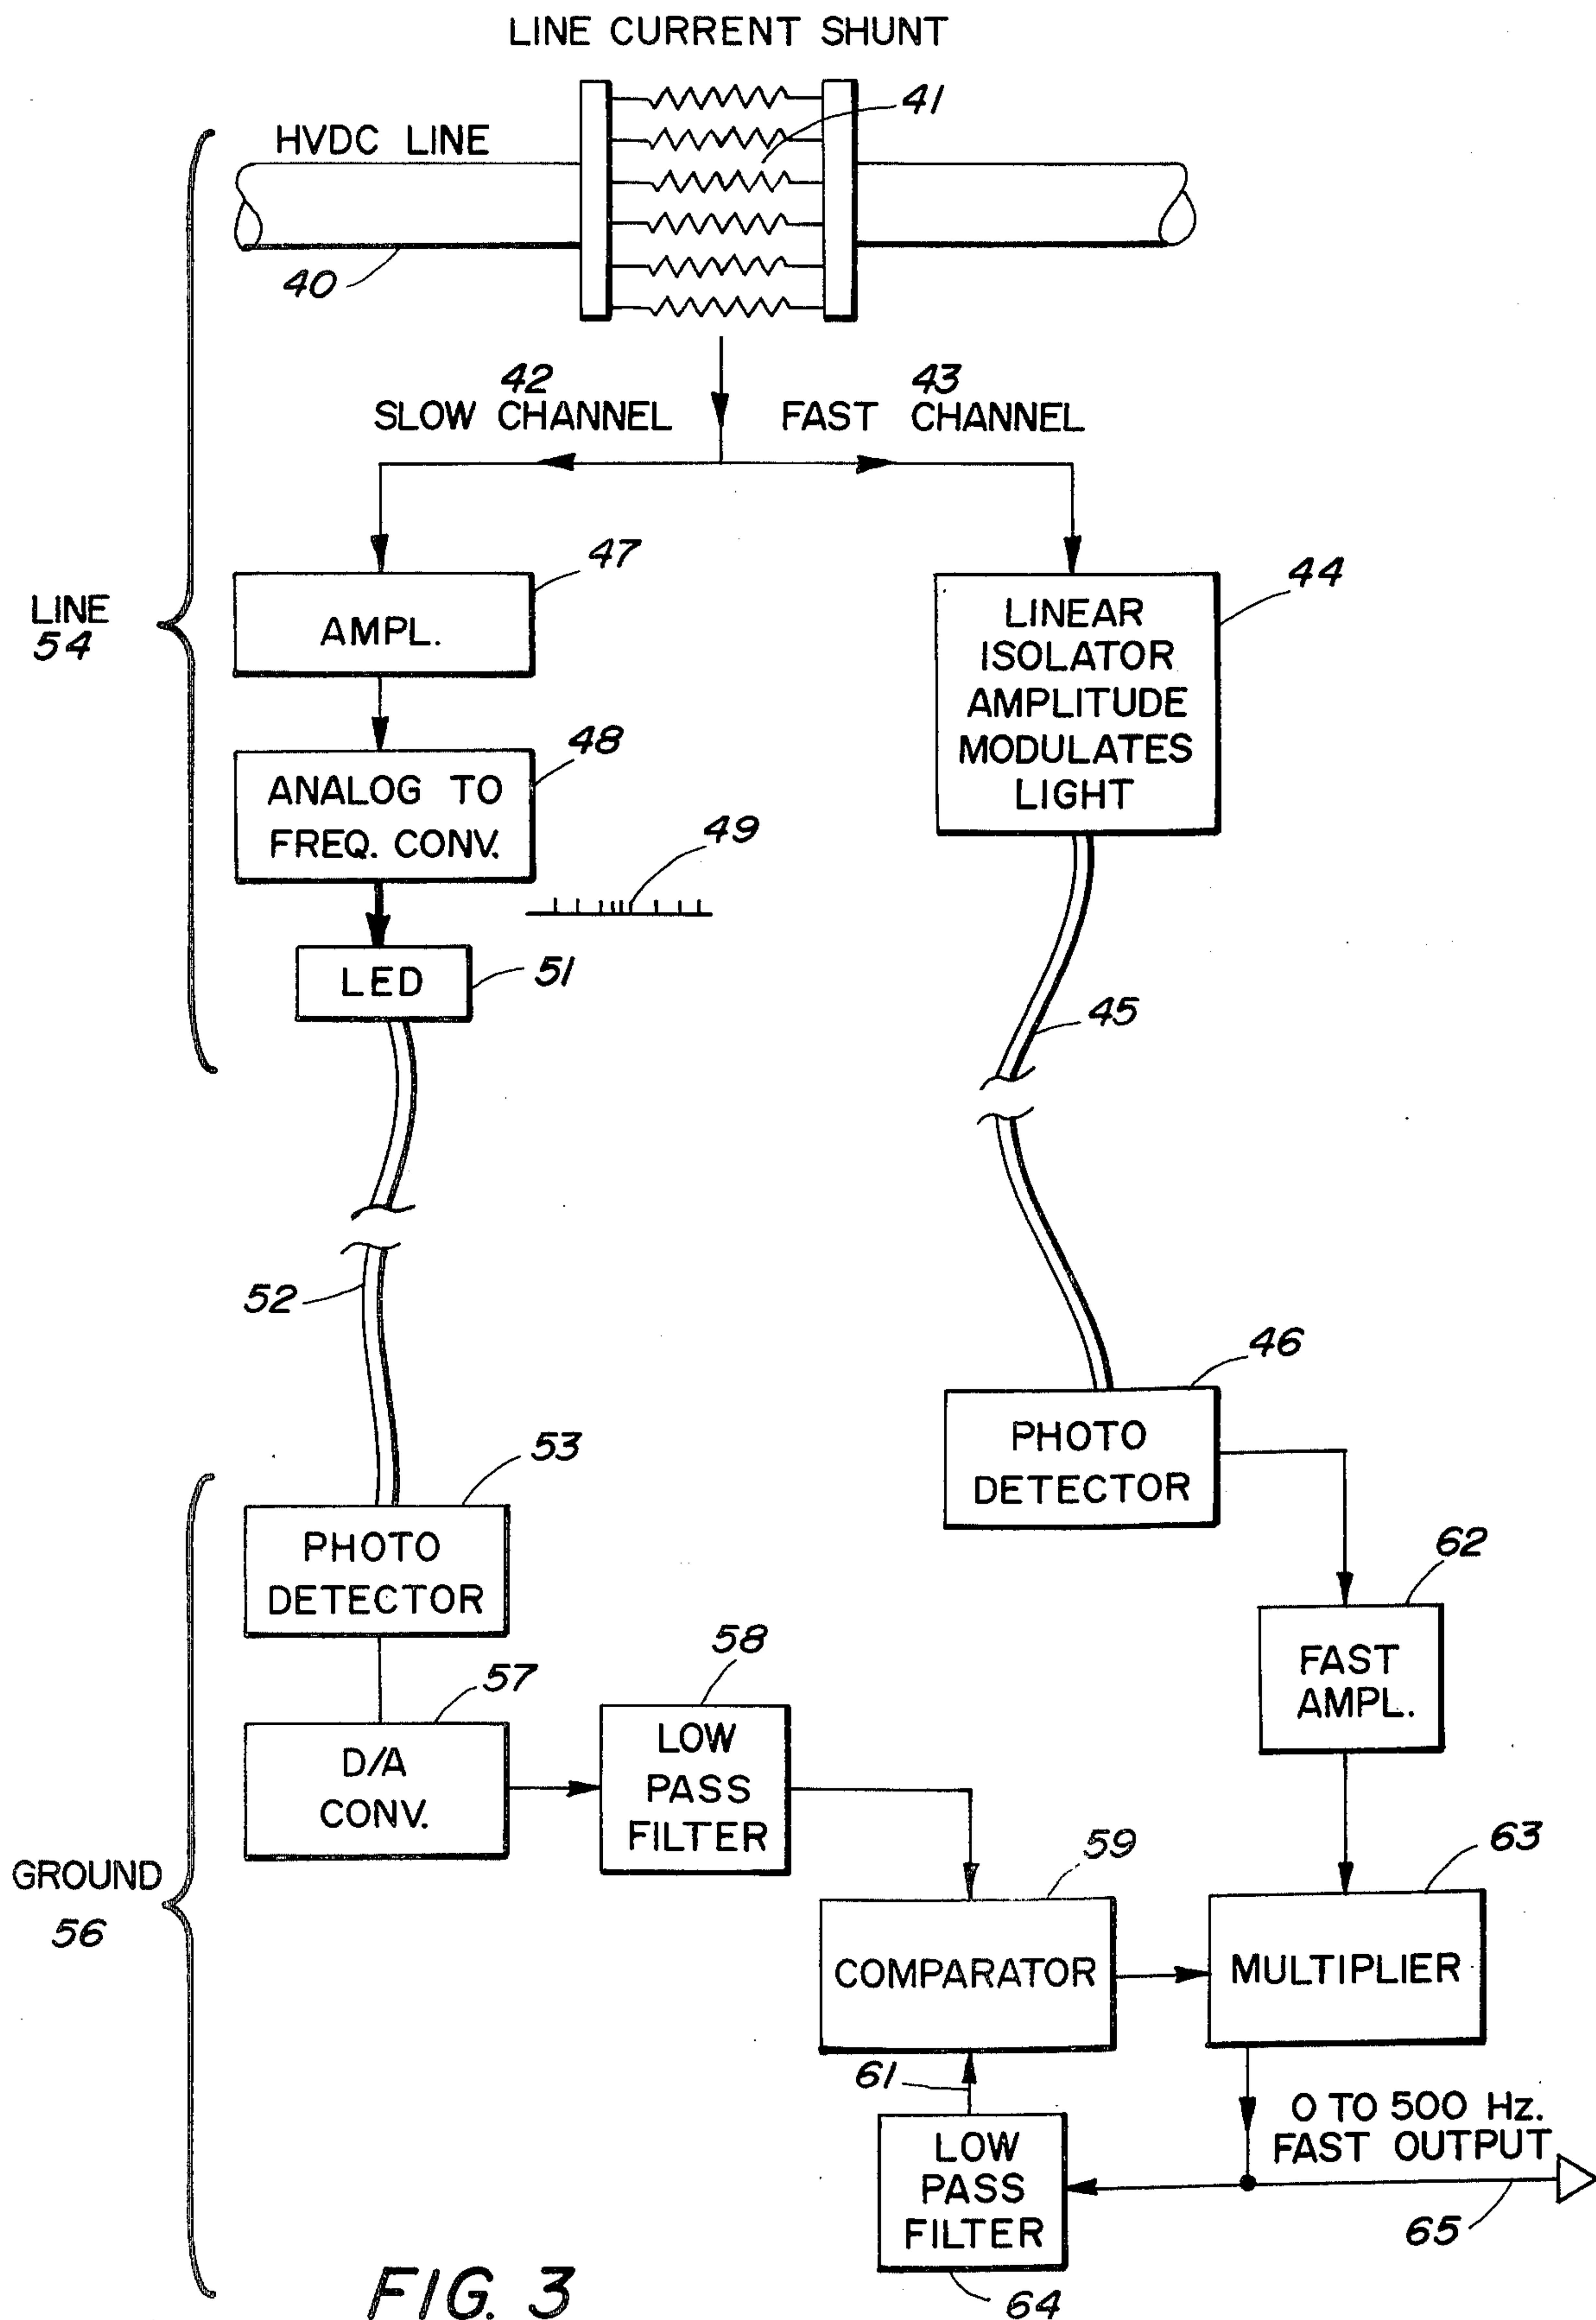 LINE CURRENT SHUNT
41
HVDC LINE
40
42
SLOW CHANNEL
43
FAST CHANNEL
LINE
54
47
AMPL.
44
LINEAR
ISOLATOR
AMPLITUDE
MODULATES
LIGHT
48
ANALOG TO
FREQ. CONV.
49
LED
51
45
52
46
PHOTO
DETECTOR
53
PHOTO
DETECTOR
62
FAST
AMPL.
57
D/A
CONV.
58
LOW
PASS
FILTER
GROUND
56
59
COMPARATOR
63
MULTIPLIER
61
0 TO 500 Hz.
FAST OUTPUT
LOW
PASS
FILTER
65
64
FIG. 3